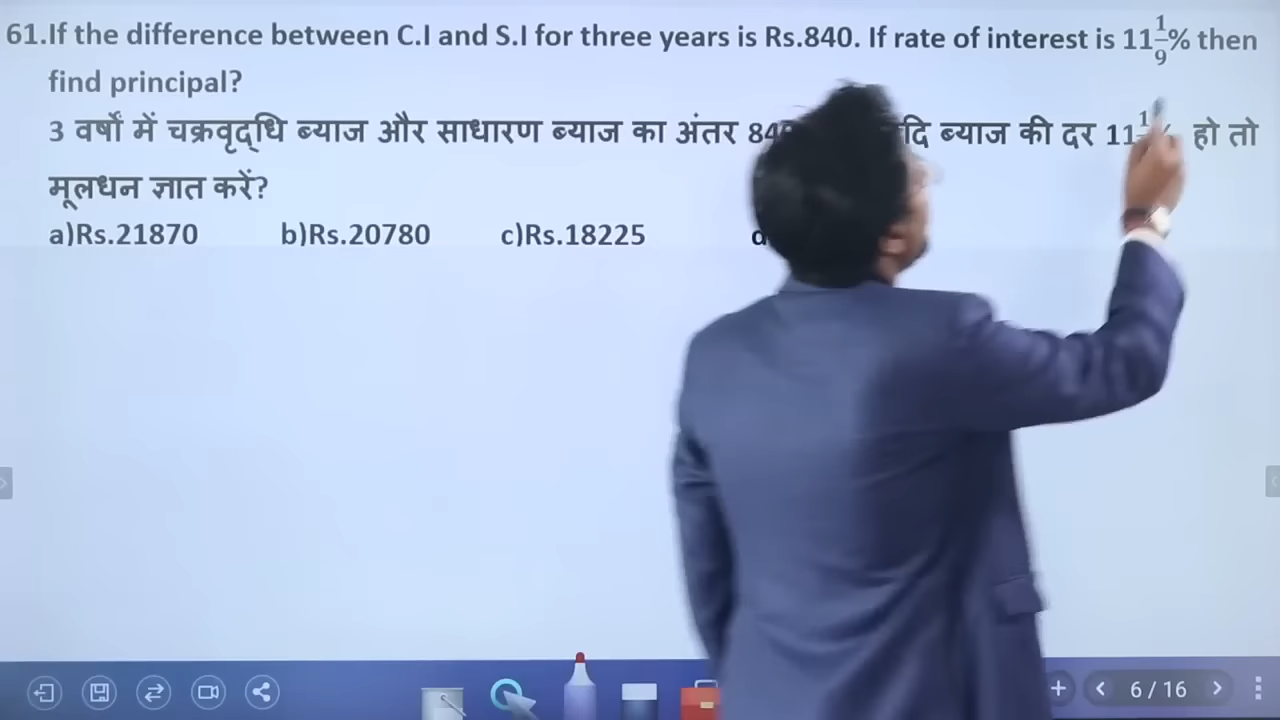 61.If the difference between C.I and S.I for three years is Rs.840. If rate of interest is 11 1/9% then
find principal?
3 वर्षों में चक्रवृद्धि ब्याज और साधारण ब्याज का अंतर ब्याज की दर हो तो
मूलधन ज्ञात करें?
a)Rs.21870 b)Rs.20780 c)Rs.18225
6 / 16